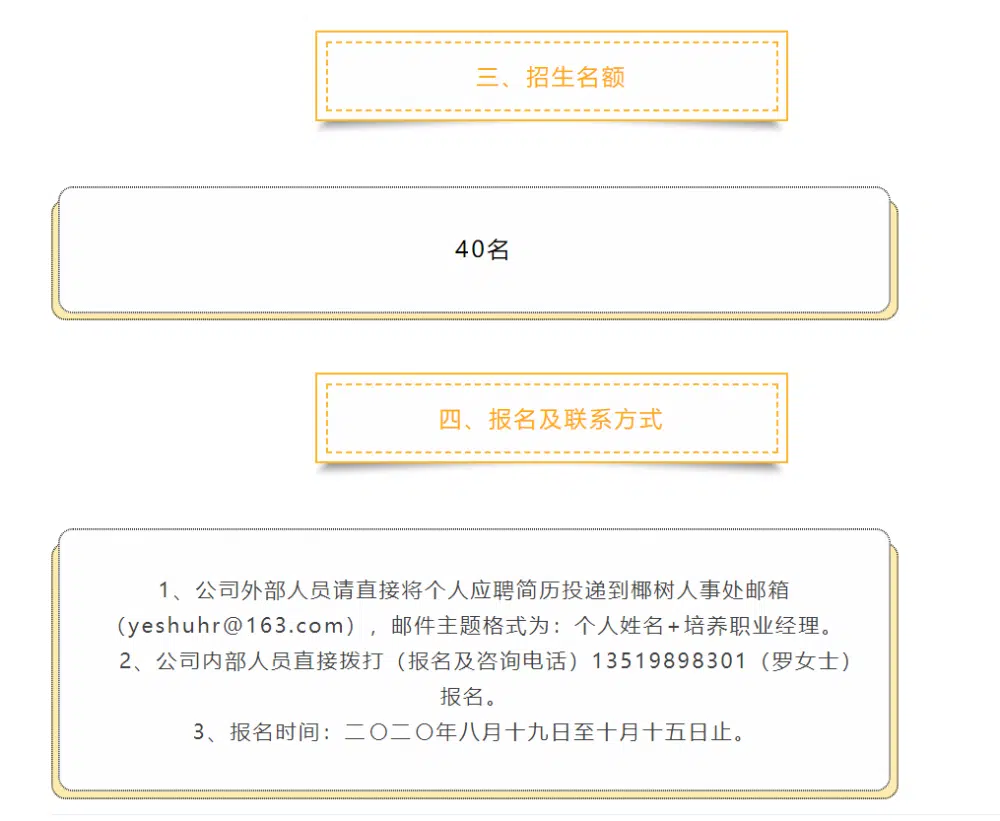 三、招生名额
40名
四、报名及联系方式
1、公司外部人员请直接将个人应聘简历投递到椰树人事处邮箱
（yeshuhr@163.com），邮件主题格式为：个人姓名+培养职业经理。
2、公司内部人员直接拨打（报名及咨询电话）13519898301（罗女士）
报名。
3、报名时间：二〇二〇年八月十九日至十月十五日止。